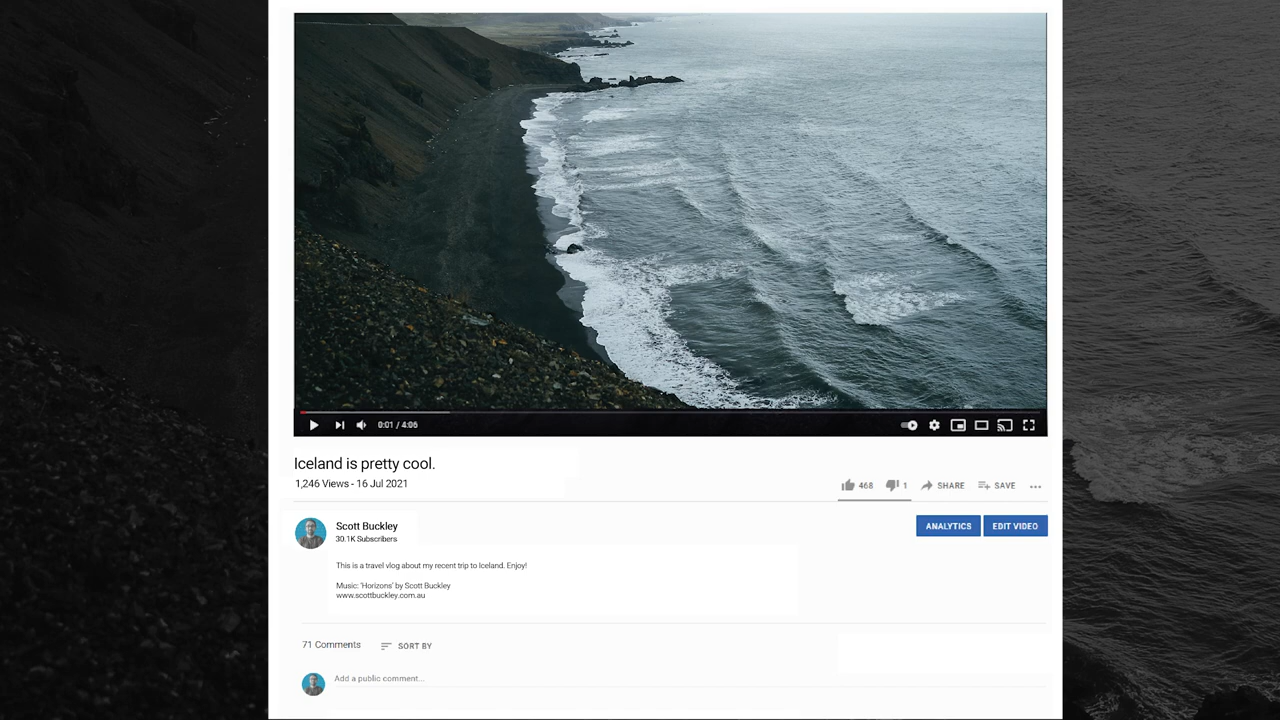 0:01 / 4:06
Iceland is pretty cool.
1,246 Views - 16 Jul 2021
468
1
SHARE
SAVE
Scott Buckley
30.1K Subscribers
ANALYTICS
EDIT VIDEO
This is a travel vlog about my recent trip to Iceland. Enjoy!
Music: 'Horizons' by Scott Buckley
www.scottbuckley.com.au
71 Comments
SORT BY
Add a public comment...